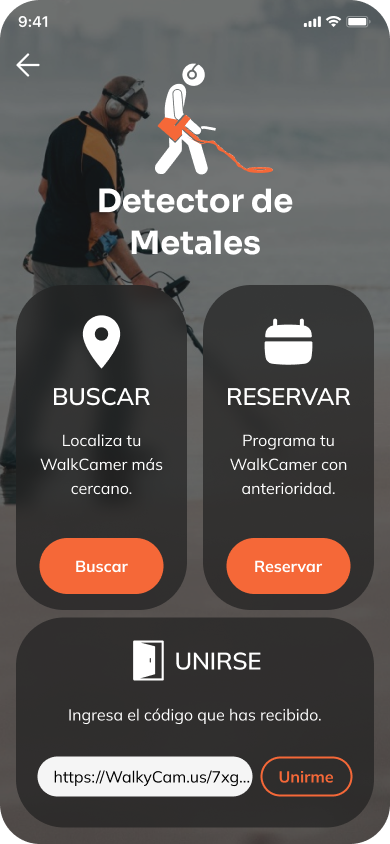 9:41
Detector de
Metales
BUSCAR
Localiza tu
WalkCamer más
cercano.
Buscar
RESERVAR
Programa tu
WalkCamer con
anterioridad.
Reservar
UNIRSE
Ingresa el código que has recibido.
https://WalkyCam.us/7xg...
Unirme